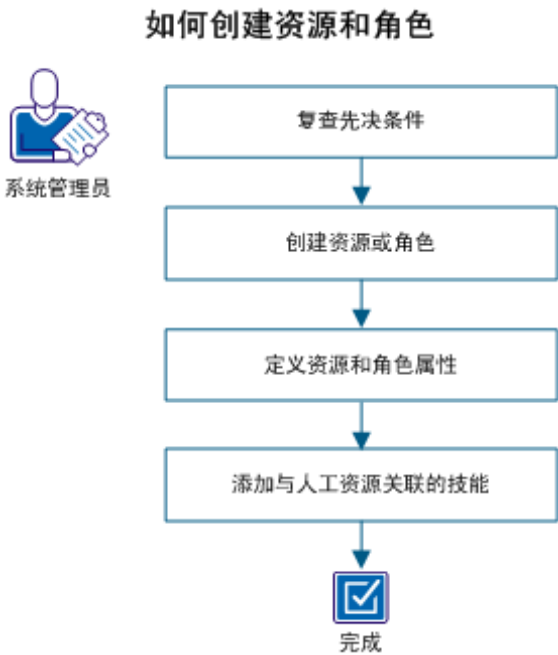 如何创建资源和角色
复查先决条件
系统管理员
创建资源或角色
定义资源和角色属性
添加与人工资源关联的技能
完成